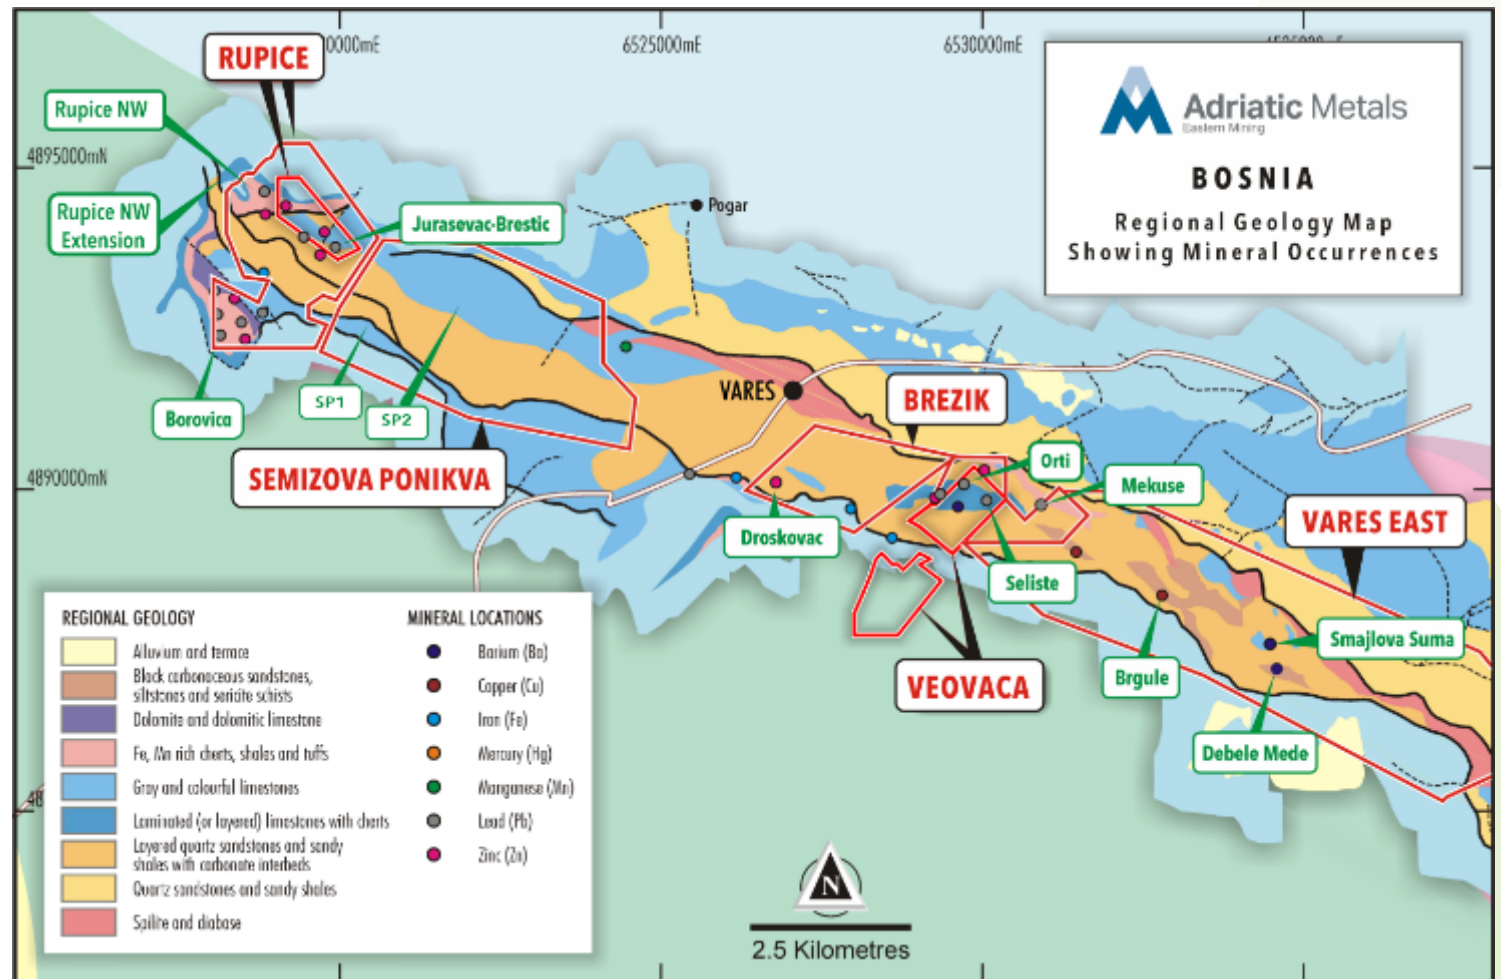 0000mE
6525000mE
6530000mE
RUPICE
Rupice NW
4895000mN
Rupice NW
Extension
Jurasevac-Brestic
Pogar
Adriatic Metals
Eastern Mining
BOSNIA
Regional Geology Map
Showing Mineral Occurrences
VARES
BREZIK
Borovica
SP1
SP2
SEMIZOVA PONIKVA
4890000mN
Orti
Mekuse
VARES EAST
Droskovac
Seliste
Smajlova Suma
VEOVACA
Brgule
Debele Mede
48
REGIONAL GEOLOGY
Alluvium and terrace
Black carbonaceous sandstones,
siltstones and sericite schists
Dolomite and dolomitic limestone
Fe, Mn rich cherts, shales and tuffs
Gray and colourful limestones
Laminated (or layered) limestones with cherts
Layered quartz sandstones and sandy
shales with carbonate interbeds
Quartz sandstones and sandy shales
Spilite and diabase
MINERAL LOCATIONS
Barium (Ba)
Copper (Cu)
Iron (Fe)
Mercury (Hg)
Manganese (Mn)
Lead (Pb)
Zinc (Zn)
N
2.5 Kilometres